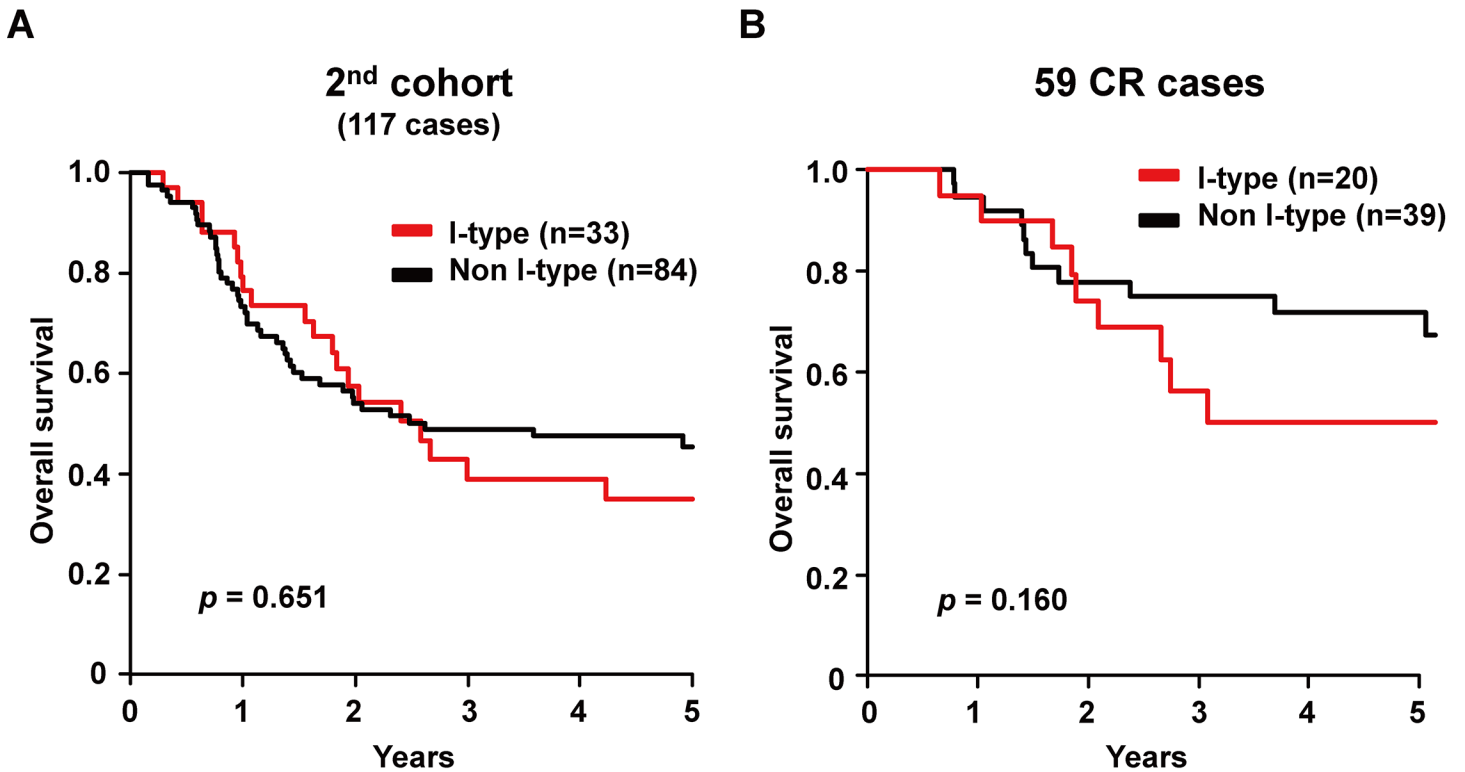 A
2nd cohort
(117 cases)
Overall survival
1.0
0.8
0.6
0.4
0.2
0
I-type (n=33)
Non I-type (n=84)
p = 0.651
0 1 2 3 4 5
Years
B
59 CR cases
Overall survival
1.0
0.8
0.6
0.4
0.2
0
I-type (n=20)
Non I-type (n=39)
p = 0.160
0 1 2 3 4 5
Years